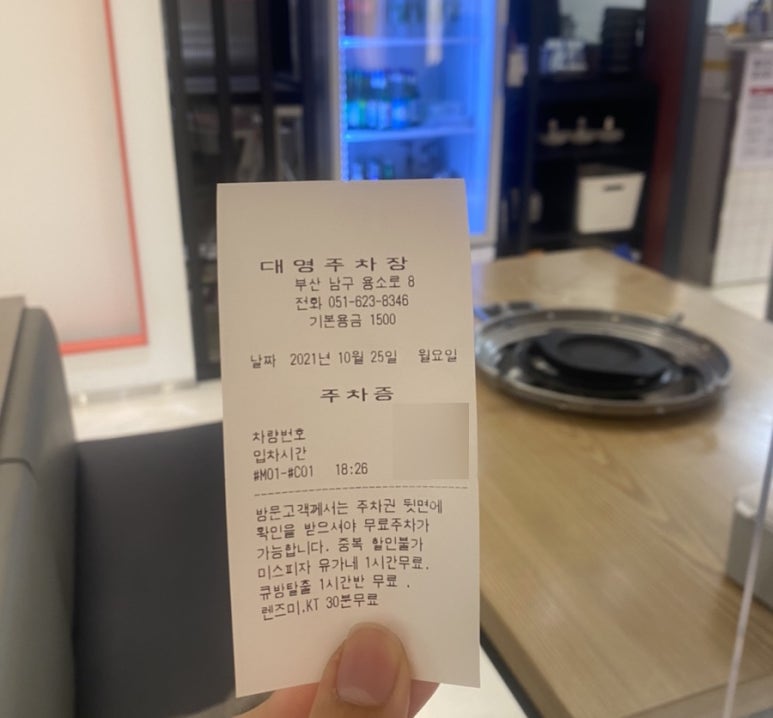 대영주차장
부산 남구 용소로 8
전화 051-623-8346
기본용금 1500
날짜 2021년 10월 25일 월요일
주차증
차량번호
입차시간
#M01-#C01 18:26
방문고객께서는 주차권 뒷면에
확인을 받으셔야 무료주차가
가능합니다. 중복 할인불가
미스피자 유가네 1시간무료.
큐방탈출 1시간반 무료 .
렌즈미,KT 30분무료